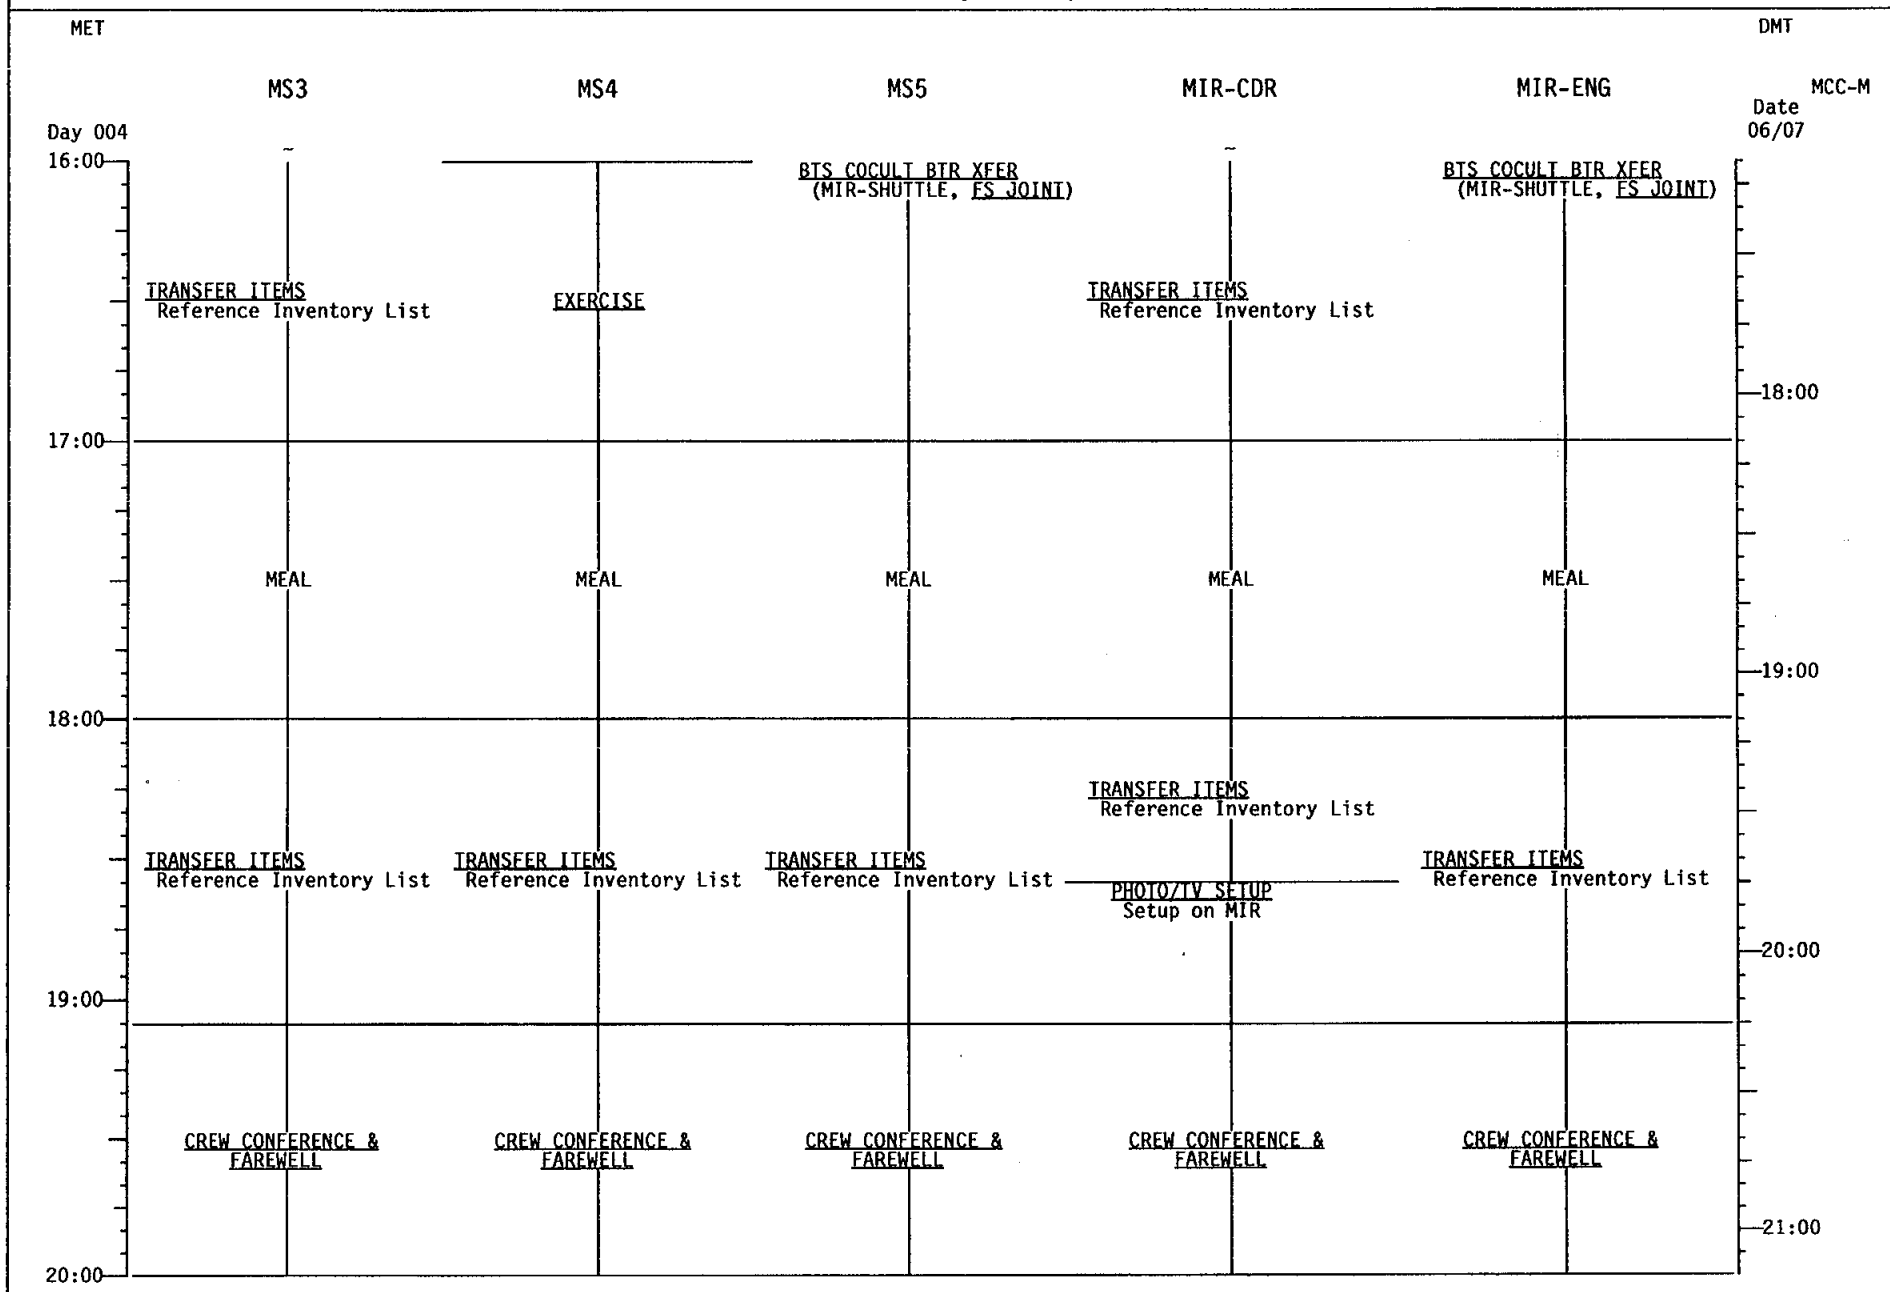 MET DMT
MS3 MS4 MS5 MIR-CDR MIR-ENG MCC-M
Date
Day 004 06/07
~ ~
16:00
BTS COCULT BTR XFER BTS COCULT BTR XFER
(MIR-SHUTTLE, FS JOINT) (MIR-SHUTTLE, FS JOINT)
TRANSFER ITEMS EXERCISE TRANSFER ITEMS
Reference Inventory List Reference Inventory List
18:00
17:00
MEAL MEAL MEAL MEAL MEAL
19:00
18:00
TRANSFER ITEMS
Reference Inventory List
TRANSFER ITEMS TRANSFER ITEMS TRANSFER ITEMS TRANSFER ITEMS
Reference Inventory List Reference Inventory List Reference Inventory List Reference Inventory List
PHOTO/TV SETUP
Setup on MIR
20:00
19:00
CREW CONFERENCE & CREW CONFERENCE & CREW CONFERENCE & CREW CONFERENCE & CREW CONFERENCE &
FAREWELL FAREWELL FAREWELL FAREWELL FAREWELL
21:00
20:00